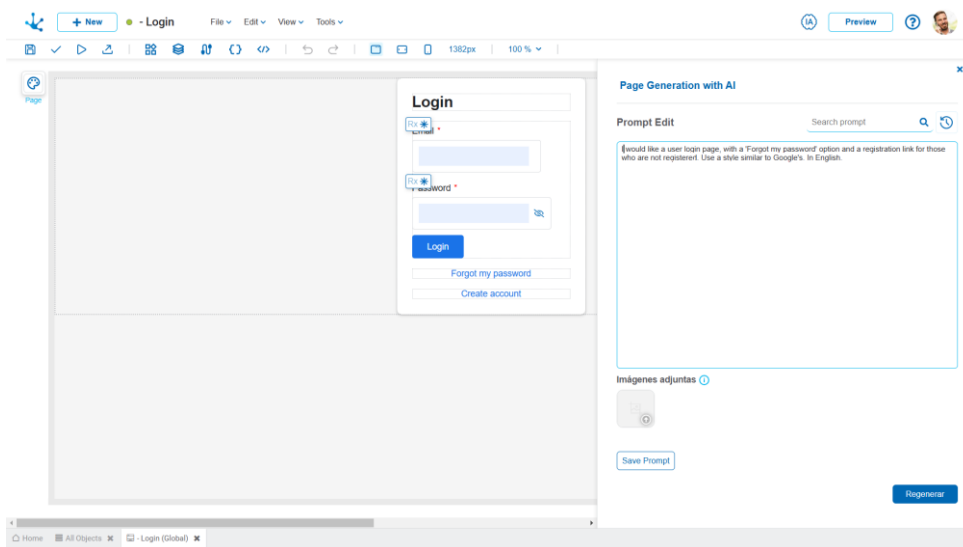 + New
- Login
File
Edit
View
Tools
IA
Preview
?
1382px
100 %
Page
Page Generation with AI
Prompt Edit
Search prompt
I would like a user login page, with a 'Forgot my password' option and a registration link for those
who are not registererl. Use a style similar to Google's. In English.
Login
Rx
Email *
Rx
Password *
Login
Forgot my password
Create account
Imágenes adjuntas
Save Prompt
Regenerar
Home
All Objects
- Login (Global)